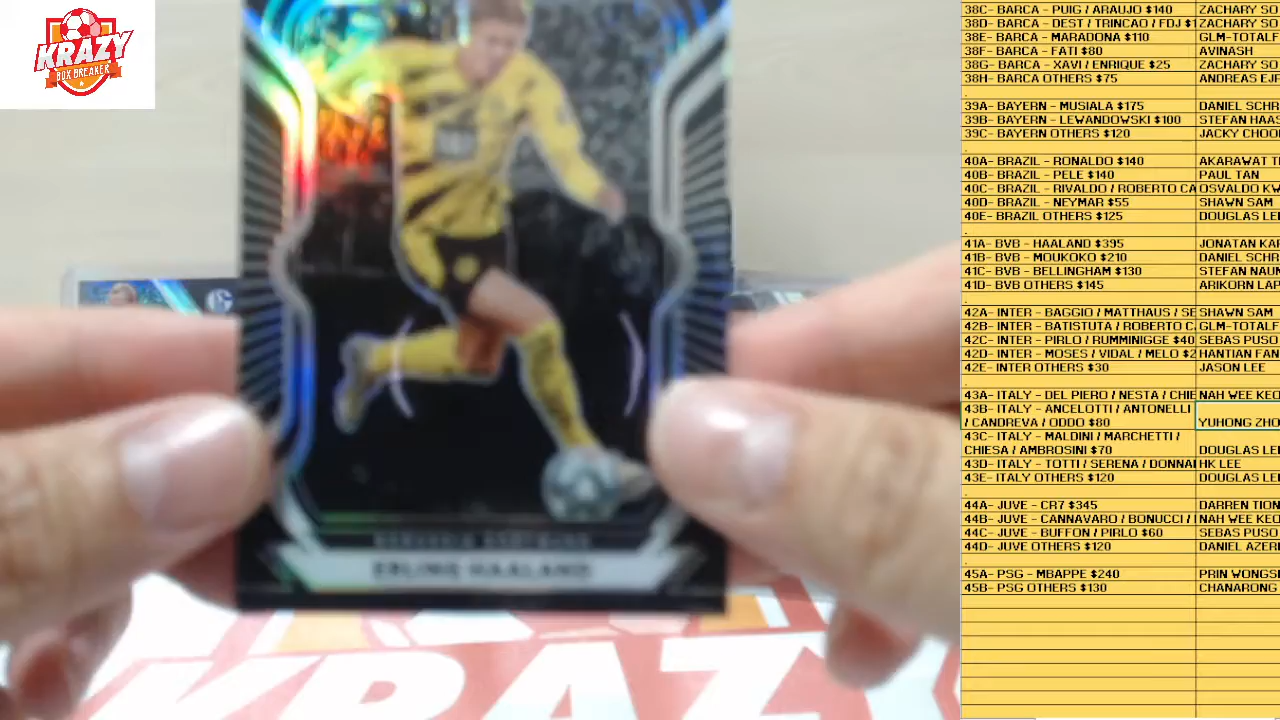 KRAZY
BOX BREAKER
BORUSSIA DORTMUND
ERLING HAALAND
KRAZY
38C- BARCA - PUIG / ARAUJO $140 ZACHARY SO
38D- BARCA - DEST / TRINCAO / FDJ $1 ZACHARY SO
38E- BARCA - MARADONA $110 GLM-TOTALF
38F- BARCA - FATI $80 AVINASH
38G- BARCA - XAVI / ENRIQUE $25 ZACHARY SO
38H- BARCA OTHERS $75 ANDREAS EJF
.
39A- BAYERN - MUSIALA $175 DANIEL SCHR
39B- BAYERN - LEWANDOWSKI $100 STEFAN HAAS
39C- BAYERN OTHERS $120 JACKY CHOO
.
40A- BRAZIL - RONALDO $140 AKARAWAT T
40B- BRAZIL - PELE $140 PAUL TAN
40C- BRAZIL - RIVALDO / ROBERTO CA OSVALDO KW
40D- BRAZIL - NEYMAR $55 SHAWN SAM
40E- BRAZIL OTHERS $125 DOUGLAS LEE
.
41A- BVB - HAALAND $395 JONATAN KAR
41B- BVB - MOUKOKO $210 DANIEL SCHR
41C- BVB - BELLINGHAM $130 STEFAN NAUN
41D- BVB OTHERS $145 ARIKORN LAP
.
42A- INTER - BAGGIO / MATTHAUS / SE SHAWN SAM
42B- INTER - BATISTUTA / ROBERTO C. GLM-TOTALF
42C- INTER - PIRLO / RUMMINIGGE $40 SEBAS PUSO
42D- INTER - MOSES / VIDAL / MELO $2 HANTIAN FAN
42E- INTER OTHERS $30 JASON LEE
.
43A- ITALY - DEL PIERO / NESTA / CHIE NAH WEE KEO
43B- ITALY - ANCELOTTI / ANTONELLI
/ CANDREVA / ODDO $80 YUHONG ZHO
43C- ITALY - MALDINI / MARCHETTI /
CHIESA / AMBROSINI $70 DOUGLAS LEE
43D- ITALY - TOTTI / SERENA / DONNA HK LEE
43E- ITALY OTHERS $120 DOUGLAS LEE
.
44A- JUVE - CR7 $345 DARREN TION
44B- JUVE - CANNAVARO / BONUCCI / NAH WEE KEO
44C- JUVE - BUFFON / PIRLO $60 SEBAS PUSO
44D- JUVE OTHERS $120 DANIEL AZER
.
45A- PSG - MBAPPE $240 PRIN WONGS
45B- PSG OTHERS $130 CHANARONG